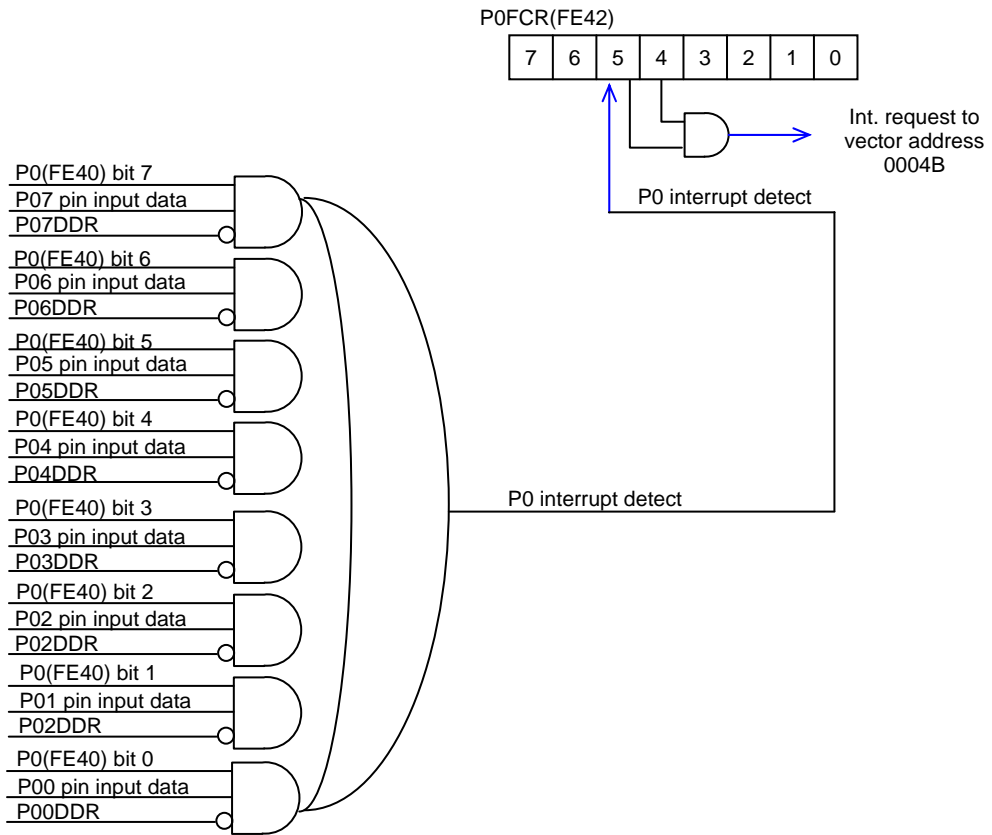 P0FCR(FE42)
7 6 5 4 3 2 1 0
Int. request to
vector address
0004B
P0 interrupt detect
P0(FE40) bit 7
P07 pin input data
P07DDR
P0(FE40) bit 6
P06 pin input data
P06DDR
P0(FE40) bit 5
P05 pin input data
P05DDR
P0(FE40) bit 4
P04 pin input data
P04DDR
P0 interrupt detect
P0(FE40) bit 3
P03 pin input data
P03DDR
P0(FE40) bit 2
P02 pin input data
P02DDR
P0(FE40) bit 1
P01 pin input data
P02DDR
P0(FE40) bit 0
P00 pin input data
P00DDR